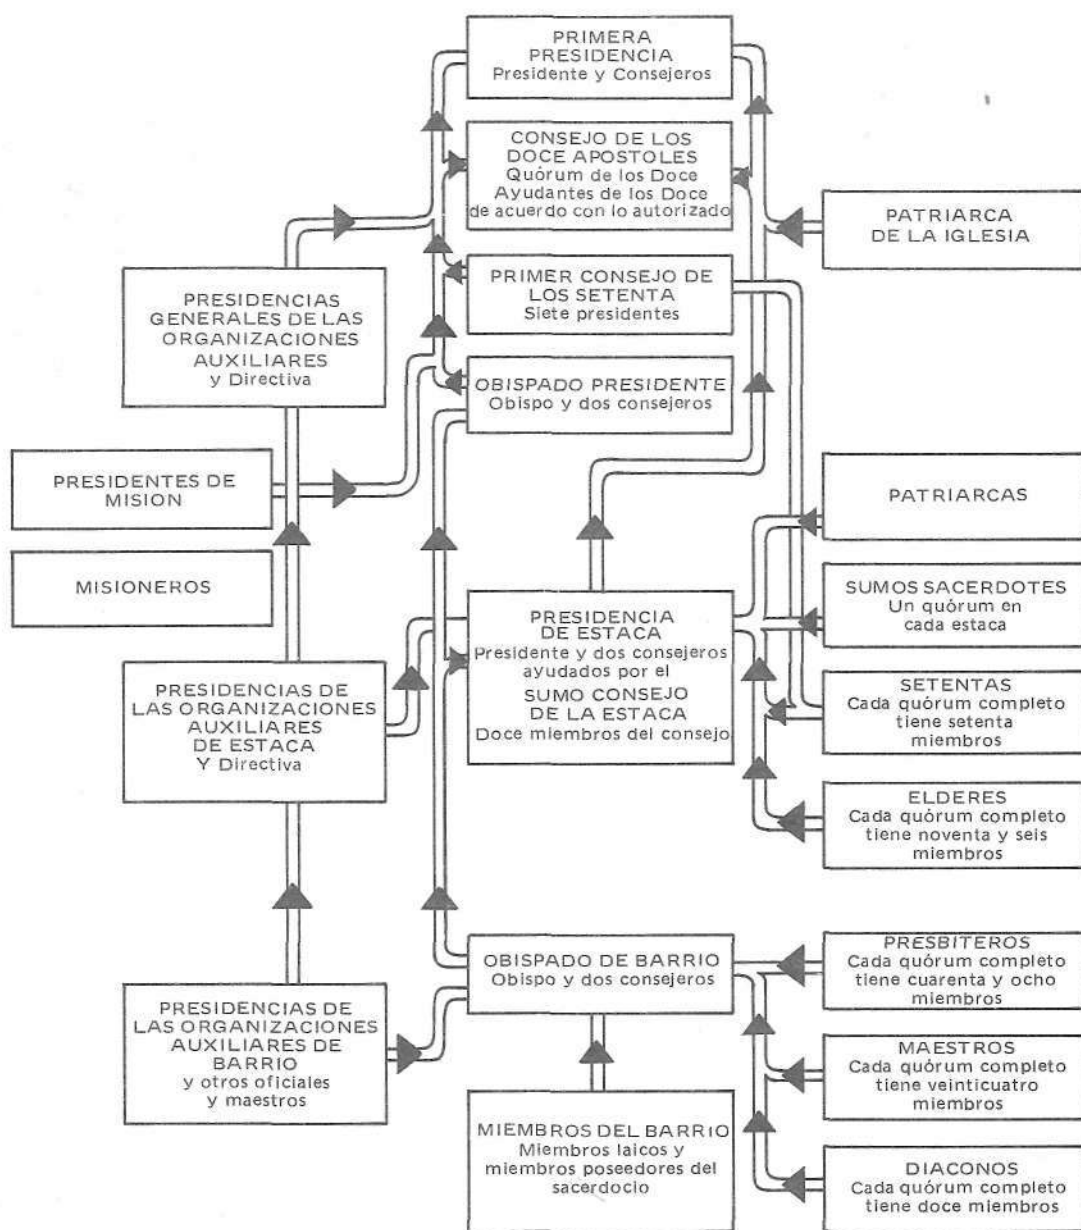 PRIMERA
PRESIDENCIA
Presidente y Consejeros
CONSEJO DE LOS
DOCE APOSTOLES
Quórum de los Doce
Ayudantes de los Doce
de acuerdo con lo autorizado
PATRIARCA
DE LA IGLESIA
PRIMER CONSEJO DE
LOS SETENTA
Siete presidentes
PRESIDENCIAS
GENERALES DE LAS
ORGANIZACIONES
AUXILIARES
y Directiva
OBISPADO PRESIDENTE
Obispo y dos consejeros
PRESIDENTES DE
MISION
PATRIARCAS
MISIONEROS
SUMOS SACERDOTES
Un quórum en
cada estaca
PRESIDENCIA
DE ESTACA
Presidente y dos consejeros
ayudados por el
SUMO CONSEJO
DE LA ESTACA
Doce miembros del consejo
PRESIDENCIAS DE
LAS ORGANIZACIONES
AUXILIARES
DE ESTACA
Y Directiva
SETENTAS
Cada quórum completo
tiene setenta
miembros
ELDERES
Cada quórum completo
tiene noventa y seis
miembros
OBISPADO DE BARRIO
Obispo y dos consejeros
PRESBITEROS
Cada quórum completo
tiene cuarenta y ocho
miembros
PRESIDENCIAS DE
LAS ORGANIZACIONES
AUXILIARES DE
BARRIO
y otros oficiales
y maestros
MAESTROS
Cada quórum completo
tiene veinticuatro
miembros
MIEMBROS DEL BARRIO
Miembros laicos y
miembros poseedores del
sacerdocio
DIACONOS
Cada quórum completo
tiene doce miembros